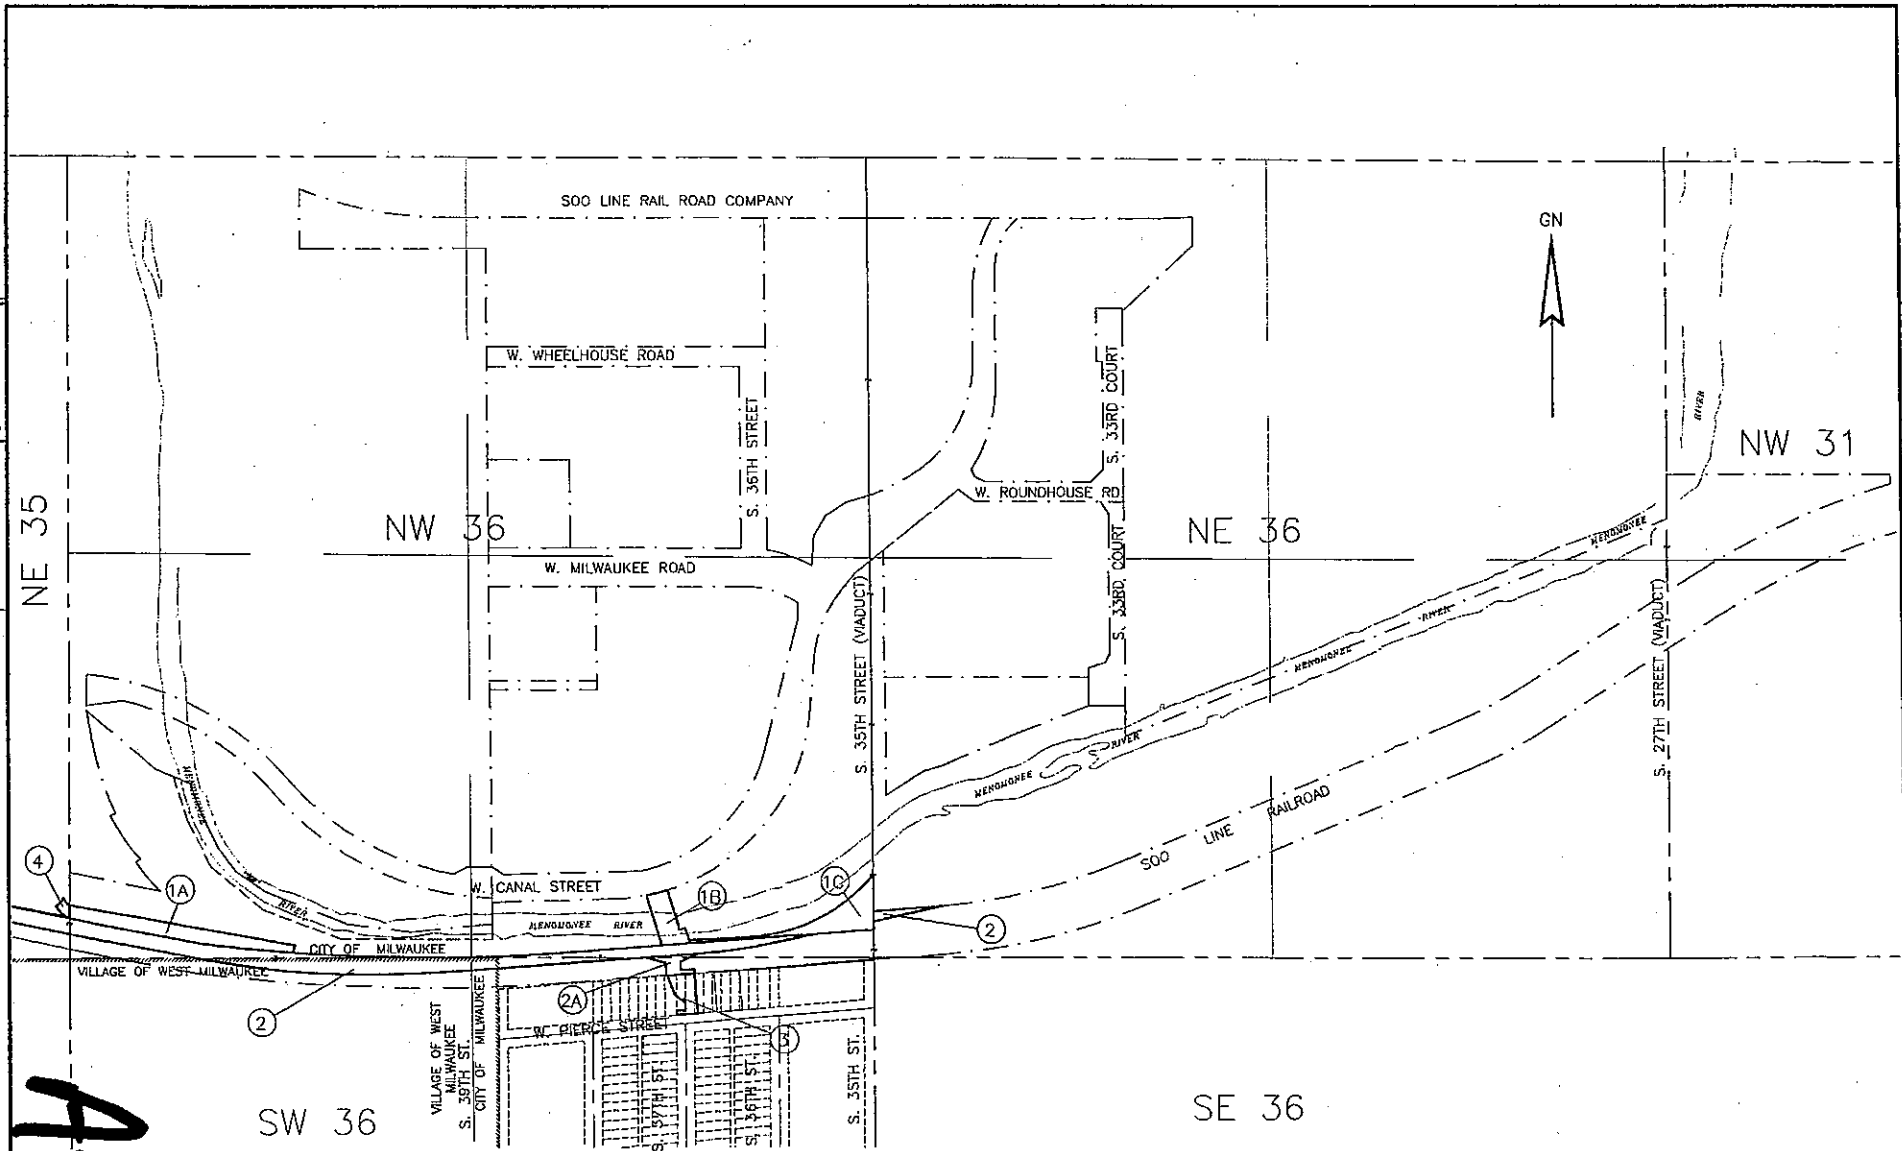 SOO LINE RAIL ROAD COMPANY
GN
W. WHEELHOUSE ROAD
S. 36TH STREET
S. 33RD COURT
RIVER
NW 31
W. ROUNDHOUSE RD
NE 35
NW 36
NE 36
MENOMONEE
W. MILWAUKEE ROAD
S. 33RD COURT
S. 35TH STREET (VIADUCT)
S. 27TH STREET (VIADUCT)
RIVER
MENOMONEE
RIVER
MENOMONEE
MENOMONEE
SOO LINE RAILROAD
4
1A
W. CANAL STREET
1B
1C
RIVER
MENOMONEE RIVER
2
CITY OF MILWAUKEE
VILLAGE OF WEST MILWAUKEE
2
2A
W. PIERCE STREET
3
VILLAGE OF WEST
MILWAUKEE
S. 39TH ST.
CITY OF MILWAUKEE
S. 37TH ST.
S. 36TH ST.
S. 35TH ST.
SW 36
SE 36
A